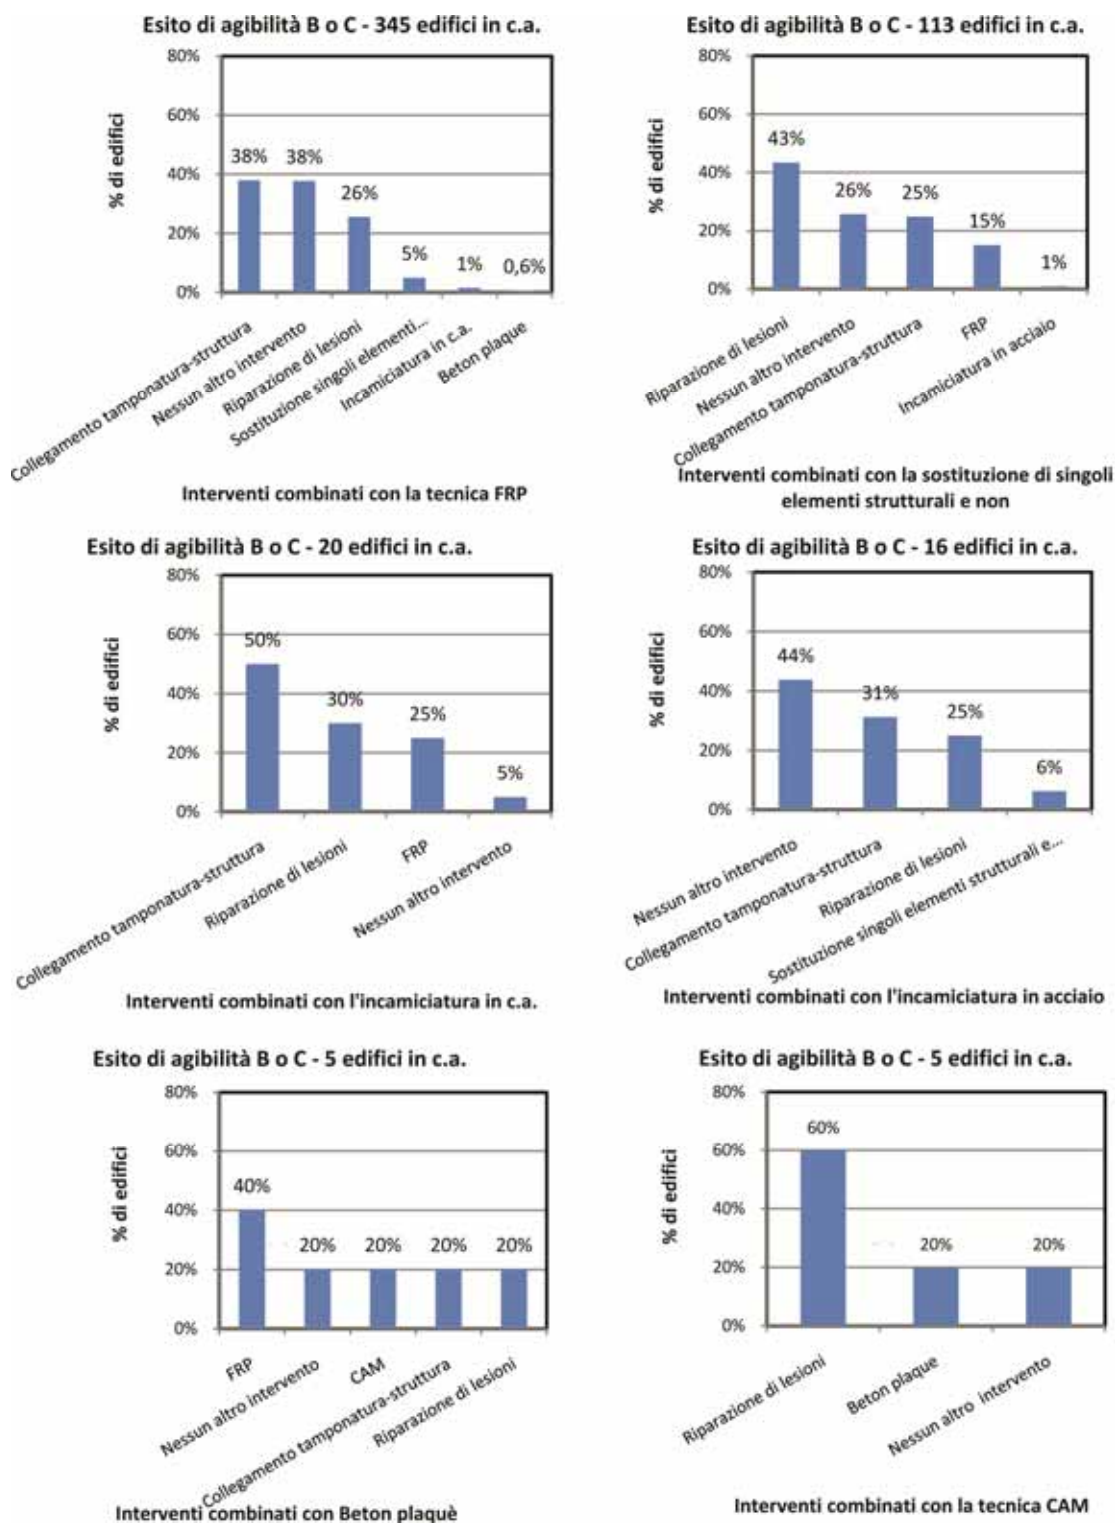 Esito di agibilità B o C - 345 edifici in c.a.
% di edifici
80%
60%
40%
20%
0%
38%
38%
26%
5%
1%
0,6%
Collegamento tamponatura-struttura
Nessun altro intervento
Riparazione di lesioni
Sostituzione singoli elementi...
Incamiciatura in c.a.
Beton plaque
Interventi combinati con la tecnica FRP
Esito di agibilità B o C - 113 edifici in c.a.
% di edifici
80%
60%
40%
20%
0%
43%
26%
25%
15%
1%
Riparazione di lesioni
Nessun altro intervento
Collegamento tamponatura-struttura
FRP
Incamiciatura in acciaio
Interventi combinati con la sostituzione di singoli
elementi strutturali e non
Esito di agibilità B o C - 20 edifici in c.a.
% di edifici
80%
60%
40%
20%
0%
50%
30%
25%
5%
Collegamento tamponatura-struttura
Riparazione di lesioni
FRP
Nessun altro intervento
Interventi combinati con l'incamiciatura in c.a.
Esito di agibilità B o C - 16 edifici in c.a.
% di edifici
80%
60%
40%
20%
0%
44%
31%
25%
6%
Nessun altro intervento
Collegamento tamponatura-struttura
Riparazione di lesioni
Sostituzione singoli elementi strutturali e...
Interventi combinati con l'incamiciatura in acciaio
Esito di agibilità B o C - 5 edifici in c.a.
% di edifici
80%
60%
40%
20%
0%
40%
20%
20%
20%
20%
FRP
Nessun altro intervento
CAM
Collegamento tamponatura-struttura
Riparazione di lesioni
Interventi combinati con Beton plaquè
Esito di agibilità B o C - 5 edifici in c.a.
% di edifici
80%
60%
40%
20%
0%
60%
20%
20%
Riparazione di lesioni
Beton plaque
Nessun altro intervento
Interventi combinati con la tecnica CAM